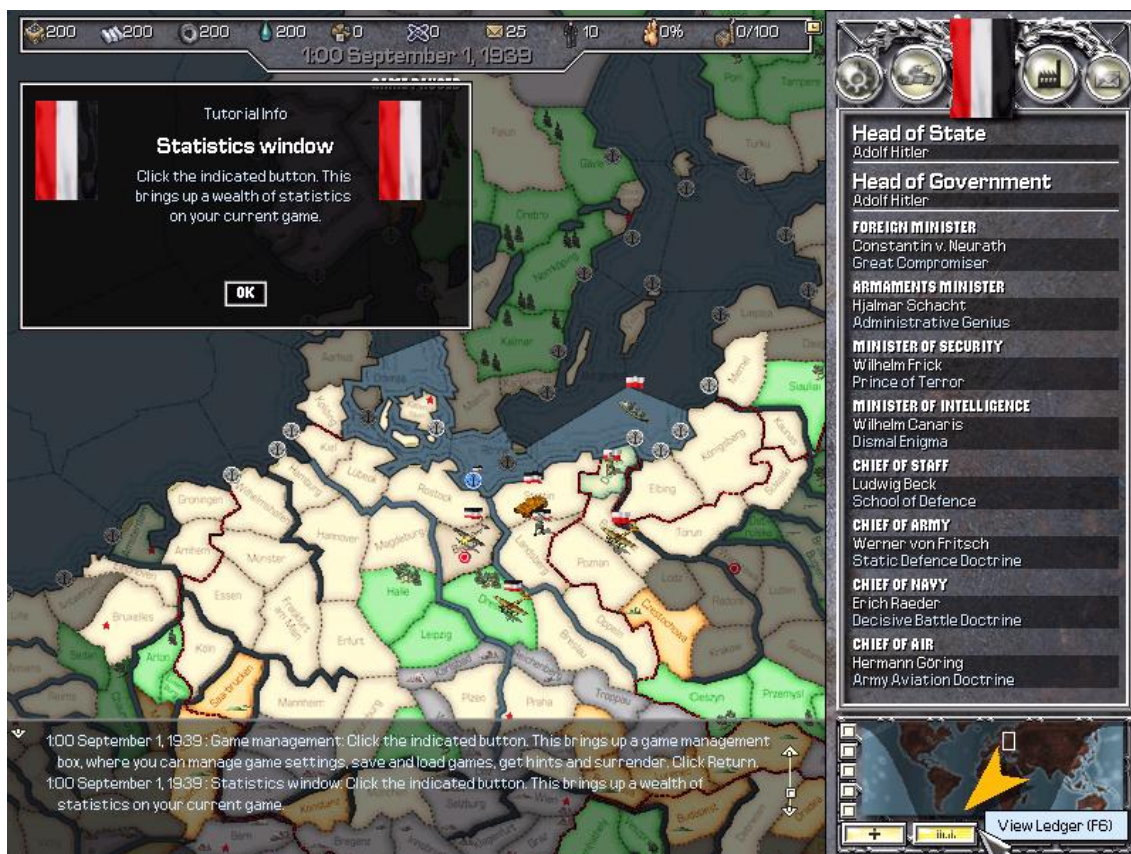 200 200 200 200 0 0 25 10 0% 0/100
1:00 September 1, 1939
Tutorial Info
Statistics window
Click the indicated button. This
brings up a wealth of statistics
on your current game.
OK
Head of State
Adolf Hitler
Head of Government
Adolf Hitler
FOREIGN MINISTER
Constantin v. Neurath
Great Compromiser
ARMAMENTS MINISTER
Hjalmar Schacht
Administrative Genius
MINISTER OF SECURITY
Wilhelm Frick
Prince of Terror
MINISTER OF INTELLIGENCE
Wilhelm Canaris
Dismal Enigma
CHIEF OF STAFF
Ludwig Beck
School of Defence
CHIEF OF ARMY
Werner von Fritsch
Static Defence Doctrine
CHIEF OF NAVY
Erich Raeder
Decisive Battle Doctrine
CHIEF OF AIR
Hermann Göring
Army Aviation Doctrine
Turku
Gävle
Örebro
Norrköping
Kalmar
Aarhus
Memel
Siauliai
Kaunas
Königsberg
Kiel
Lübeck
Rostock
Elbing
Torun
Groningen
Wilhelmshafen
Hamburg
Hannover
Magdeburg
Landsberg
Poznan
Lodz
Arnhem
Münster
Essen
Frankfurt am Main
Halle
Bruxelles
Köln
Erfurt
Leipzig
Breslau
Oppeln
Czestochowa
Radom
Krakow
Arlon
Saarbrücken
Mannheim
Plzen
Praha
Troppau
Cieszyn
Przemysl
1:00 September 1, 1939 : Game management: Click the indicated button. This brings up a game management
box, where you can manage game settings, save and load games, get hints and surrender. Click Return.
1:00 September 1, 1939 : Statistics window: Click the indicated button. This brings up a wealth of
statistics on your current game.
View Ledger (F6)